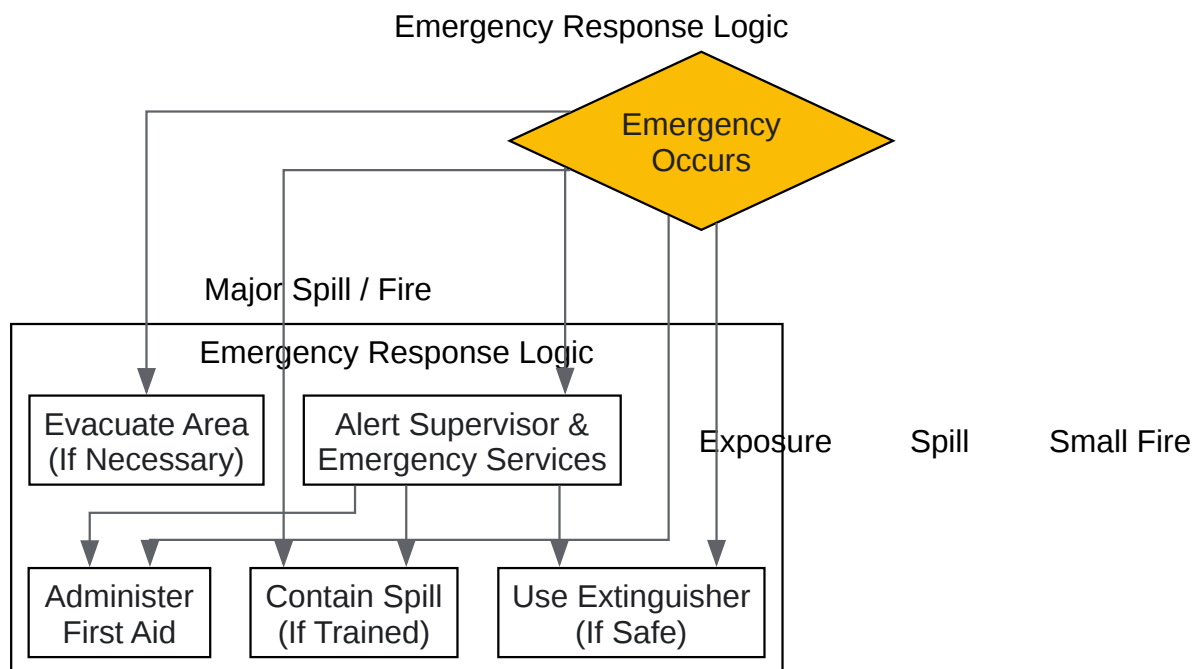 Emergency Response Logic
Emergency
Occurs
Major Spill / Fire
Emergency Response Logic
Evacuate Area
(If Necessary)
Alert Supervisor &
Emergency Services
Exposure
Spill
Small Fire
Administer
First Aid
Contain Spill
(If Trained)
Use Extinguisher
(If Safe)